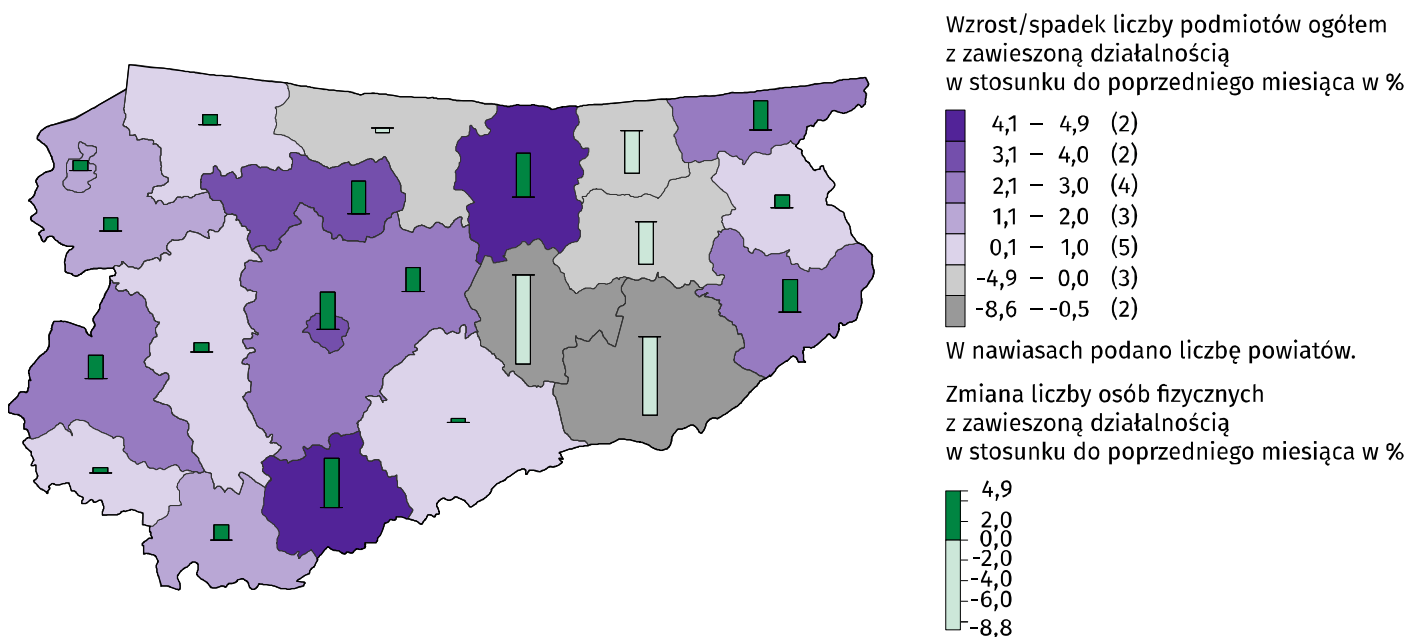 Wzrost/spadek liczby podmiotów ogółem
z zawieszoną działalnością
w stosunku do poprzedniego miesiąca w %
4,1 – 4,9 (2)
3,1 – 4,0 (2)
2,1 – 3,0 (4)
1,1 – 2,0 (3)
0,1 – 1,0 (5)
-4,9 – 0,0 (3)
-8,6 – -0,5 (2)
W nawiasach podano liczbę powiatów.
Zmiana liczby osób fizycznych
z zawieszoną działalnością
w stosunku do poprzedniego miesiąca w %
4,9
2,0
0,0
-2,0
-4,0
-6,0
-8,8